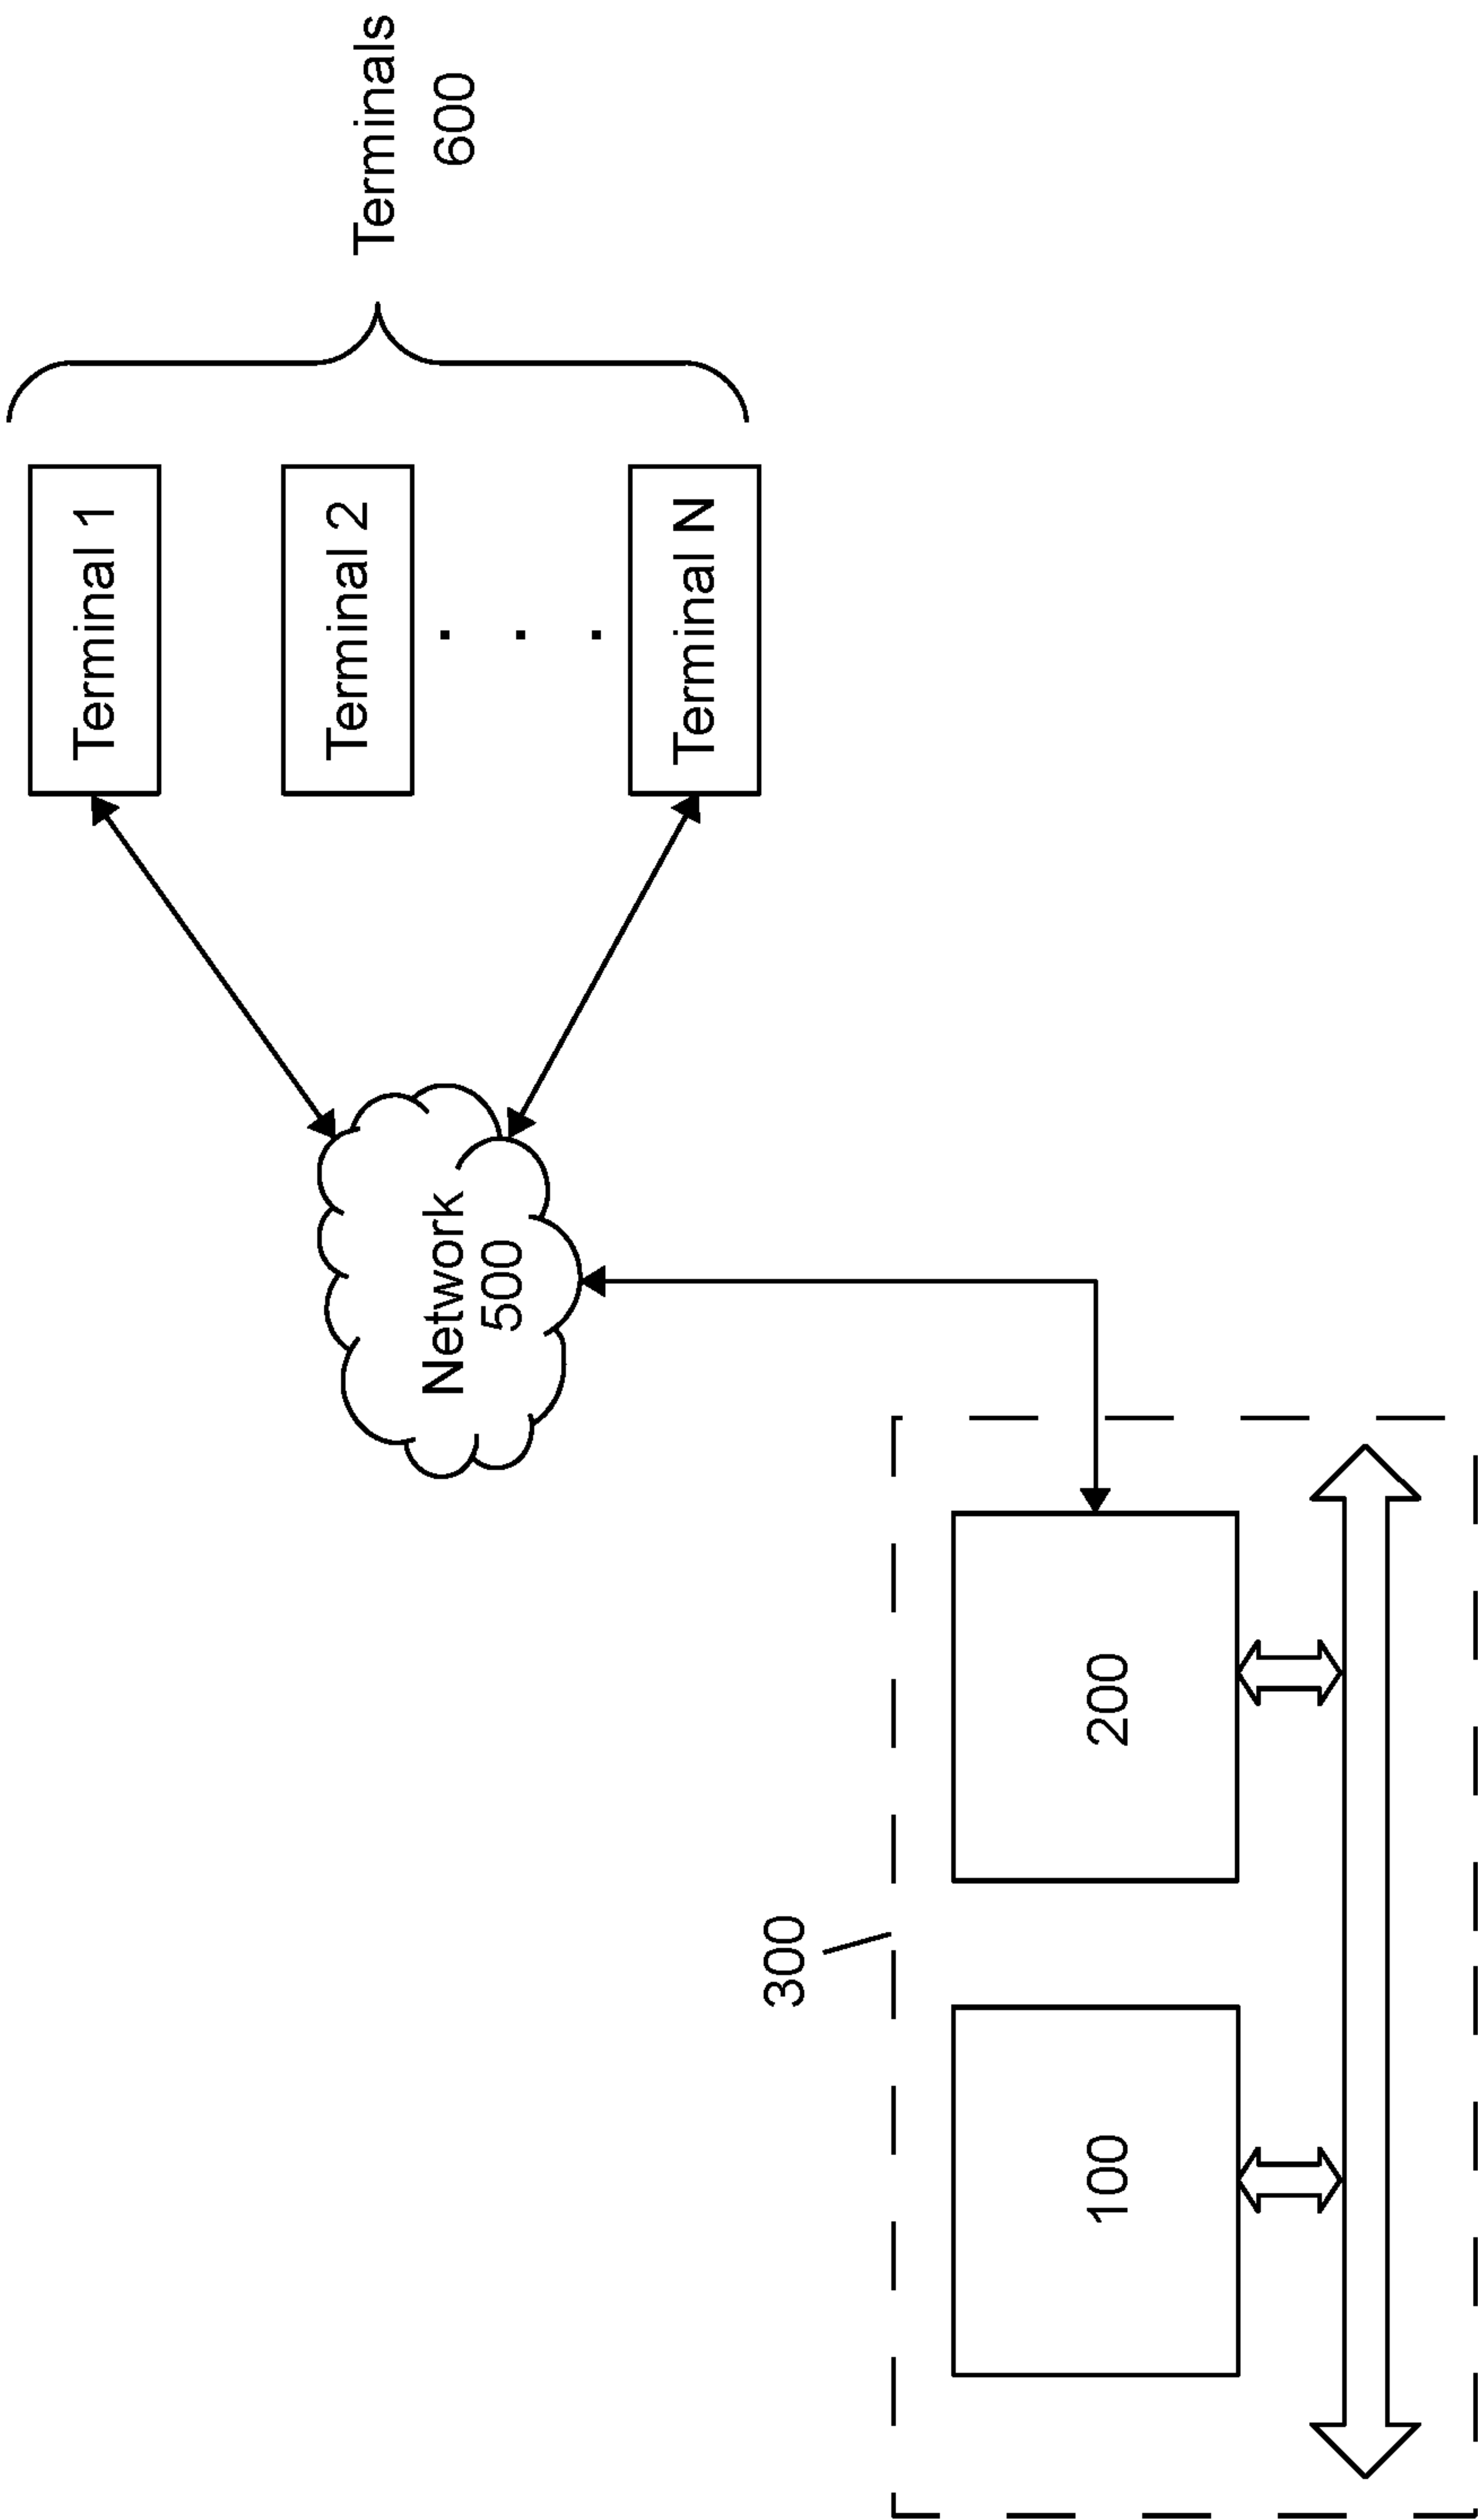 Terminal 1
Terminal 2
Terminal N
Terminals
600
Network
500
300
100
200